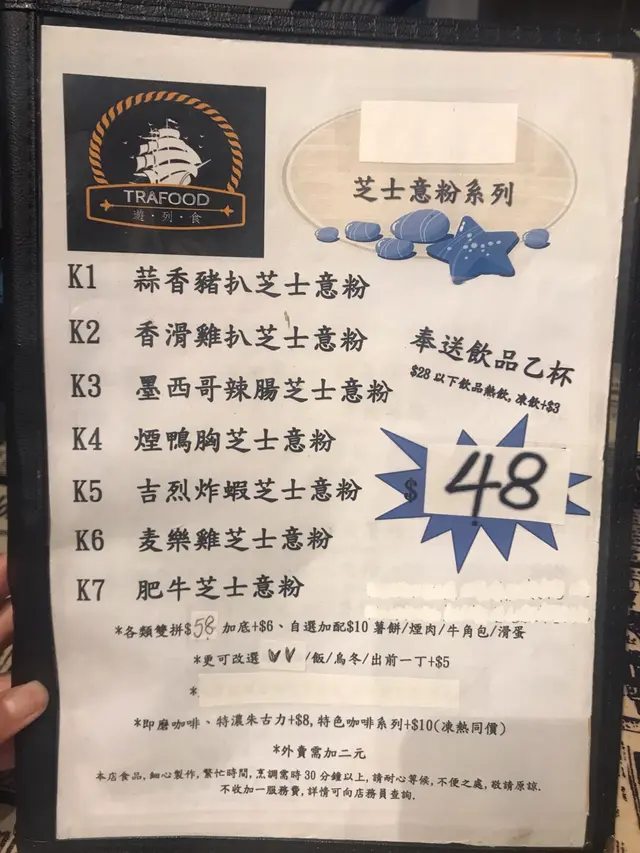 TRAFOOD
遊・列・食
芝士意粉系列
K1 蒜香豬扒芝士意粉
K2 香滑雞扒芝士意粉
K3 墨西哥辣腸芝士意粉
K4 煙鴨胸芝士意粉
K5 吉烈炸蝦芝士意粉
K6 麦樂雞芝士意粉
K7 肥牛芝士意粉
奉送飲品乙杯
$28以下飲品熱飲,凍飲+$3
$48
*各類雙拼$58 加底+$6、自選加配$10薯餅/煙肉/牛角包/滑蛋
*更可改選 /飯/烏冬/出前一丁+$5
*
*即磨咖啡、特濃朱古力+$8,特色咖啡系列+$10(凍熱同價)
*外賣需加二元
本店食品,細心製作,繁忙時間,烹調需時30分鐘以上,請耐心等候,不便之處,敬請原諒.
不收加一服務費,詳情可向店務員查詢.